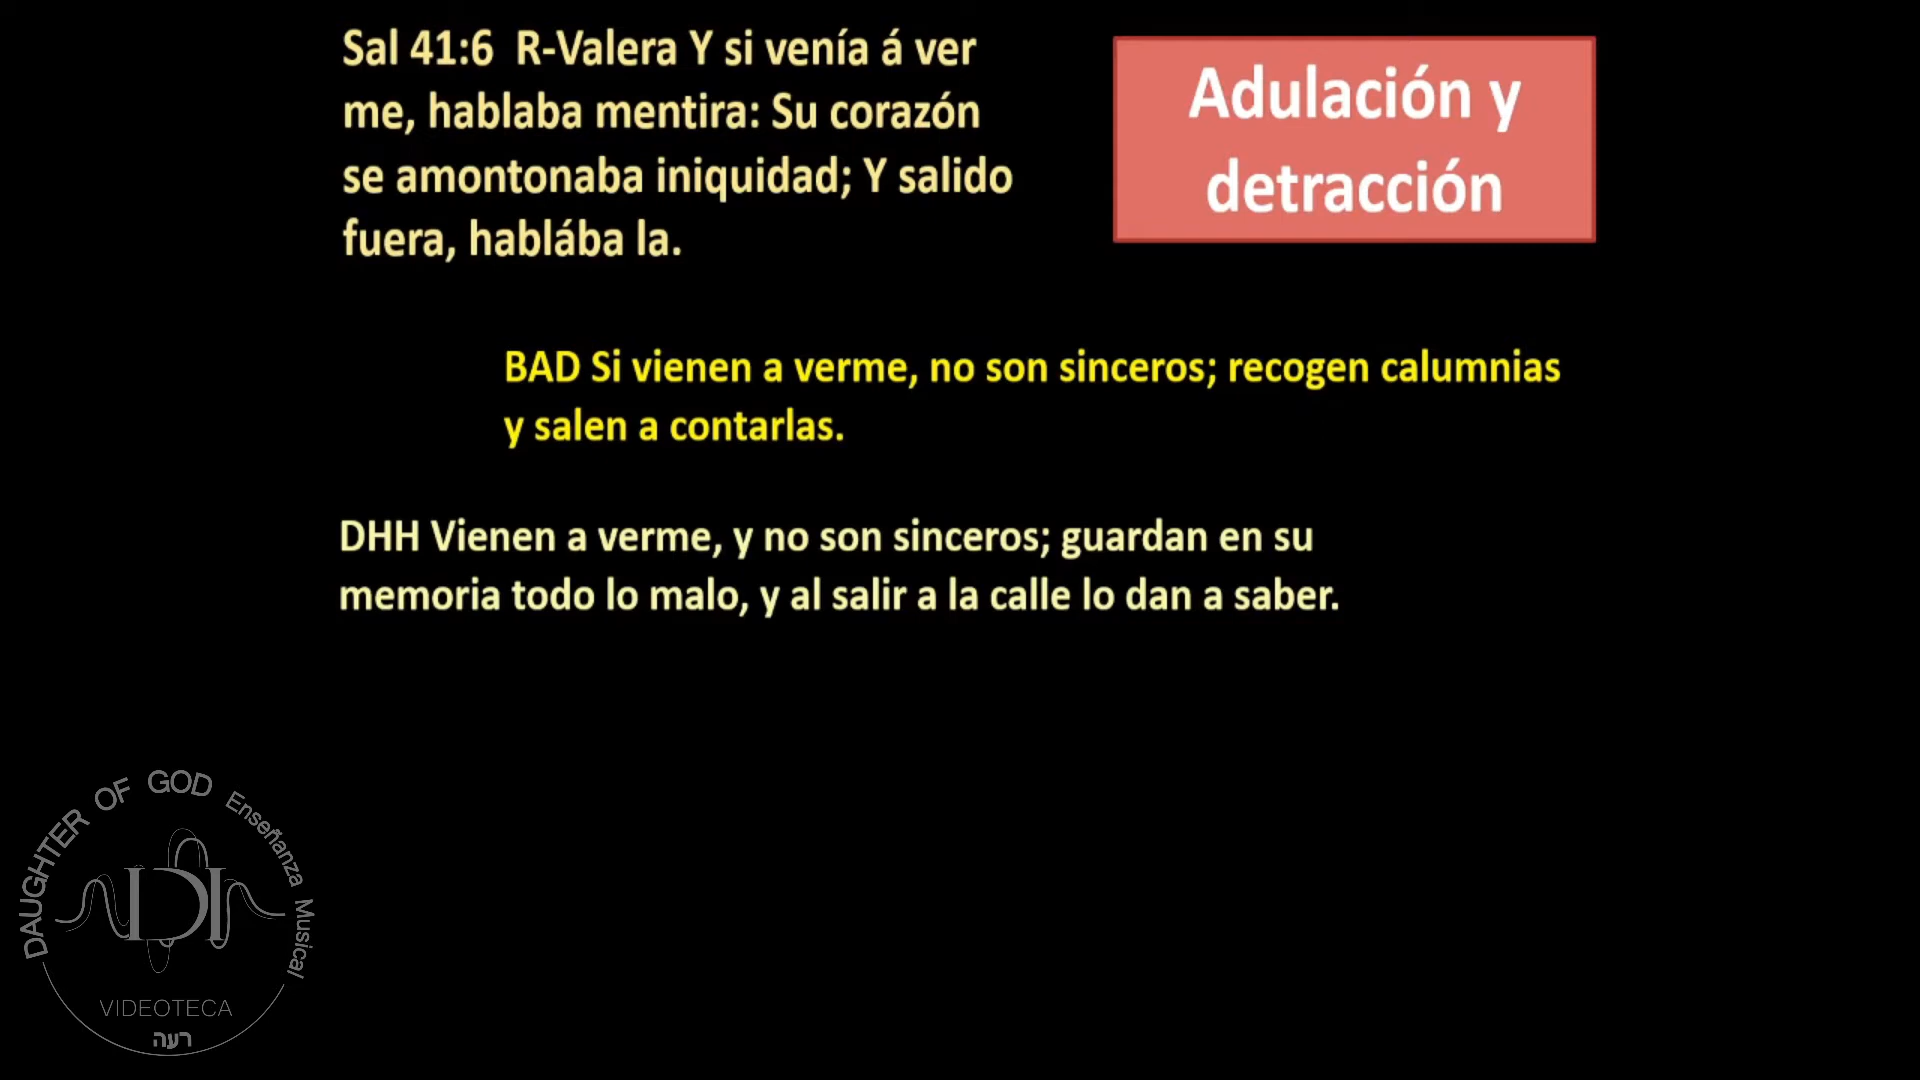 Sal 41:6 R-Valera Y si venía á ver
me, hablaba mentira: Su corazón
se amontonaba iniquidad; Y salido
fuera, hablába la.
Adulación y
detracción
BAD Si vienen a verme, no son sinceros; recogen calumnias
y salen a contarlas.
DHH Vienen a verme, y no son sinceros; guardan en su
memoria todo lo malo, y al salir a la calle lo dan a saber.
DAUGHTER OF GOD Enseñanza Musical
VIDEOTECA
רעה